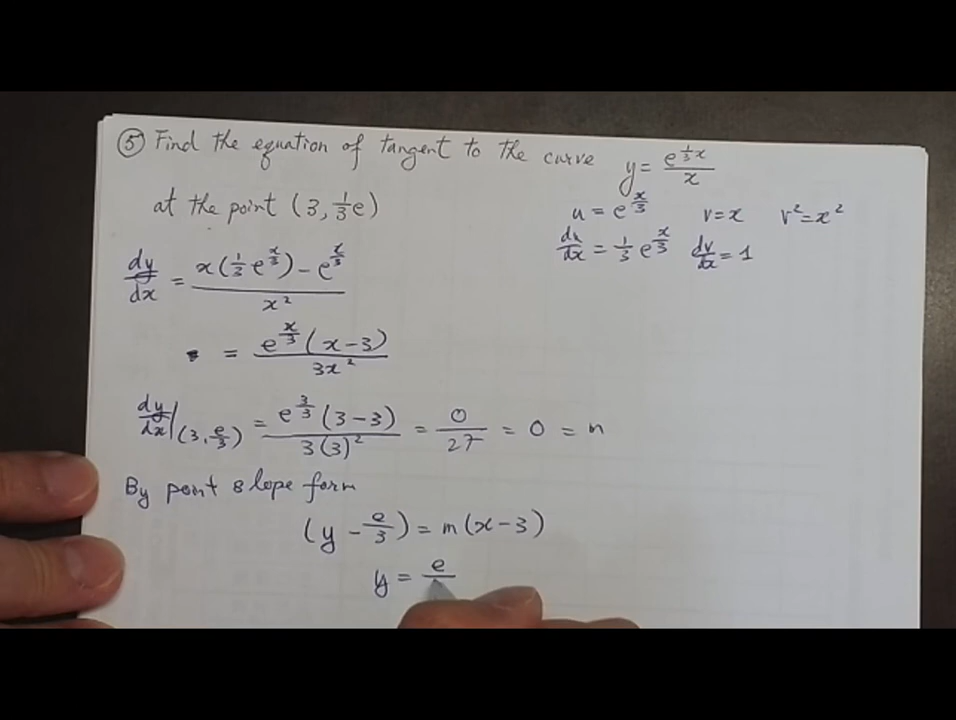 ⑤ Find the equation of tangent to the curve y = e^(1/3 x) / x
at the point (3, 1/3 e)
u = e^(x/3) v = x v² = x²
du/dx = 1/3 e^(x/3) dv/dx = 1
dy/dx = (x(1/3 e^(x/3)) - e^(x/3)) / x²
= e^(x/3) (x-3) / 3x²
dy/dx |(3, e/3) = e^(3/3) (3-3) / 3(3)² = 0/27 = 0 = m
By point slope form
(y - e/3) = m(x-3)
y = e/